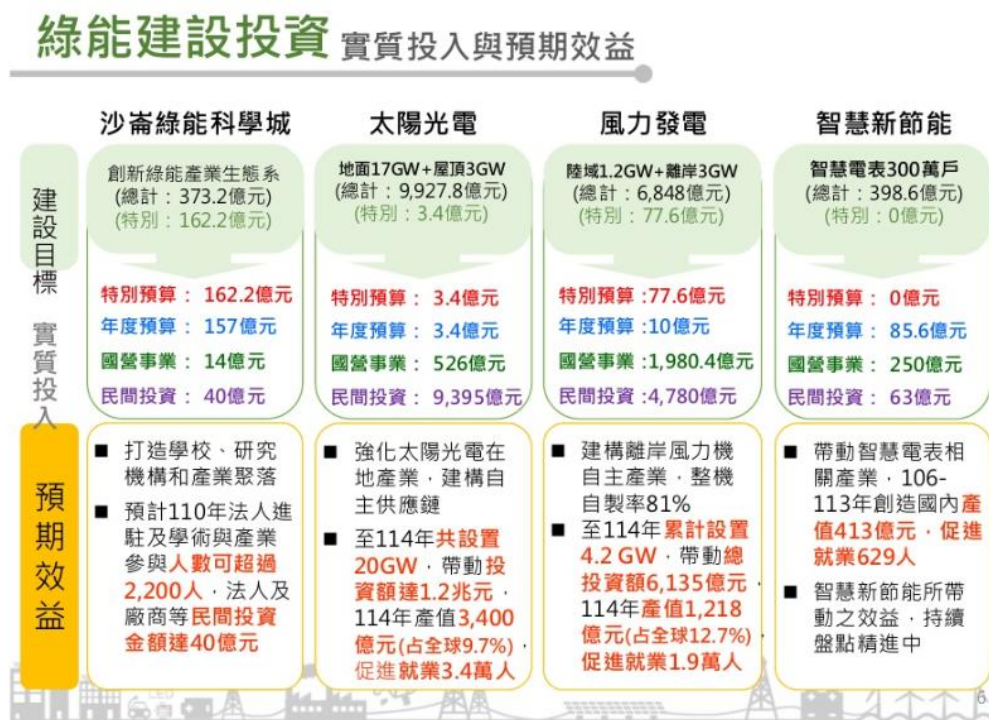 綠能建設投資 實質投入與預期效益
建設目標
實質投入
預期效益
沙崙綠能科學城
創新綠能產業生態系
(總計：373.2億元)
(特別：162.2億元)
特別預算： 162.2億元
年度預算： 157億元
國營事業： 14億元
民間投資： 40億元
■ 打造學校、研究
機構和產業聚落
■ 預計110年法人進
駐及學術與產業
參與人數可超過
2,200人，法人及
廠商等民間投資
金額達40億元
太陽光電
地面17GW+屋頂3GW
(總計：9,927.8億元)
(特別：3.4億元)
特別預算： 3.4億元
年度預算： 3.4億元
國營事業： 526億元
民間投資： 9,395億元
■ 強化太陽光電在
地產業，建構自
主供應鏈
■ 至114年共設置
20GW，帶動投
資額達1.2兆元，
114年產值3,400
億元(占全球9.7%)，
促進就業3.4萬人
風力發電
陸域1.2GW+離岸3GW
(總計：6,848億元)
(特別：77.6億元)
特別預算 :77.6億元
年度預算 :10億元
國營事業 :1,980.4億元
民間投資 :4,780億元
■ 建構離岸風力機
自主產業，整機
自製率81%
■ 至114年累計設置
4.2 GW，帶動總
投資額6,135億元，
114年產值1,218
億元(占全球12.7%)，
促進就業1.9萬人
智慧新節能
智慧電表300萬戶
(總計：398.6億元)
(特別：0億元)
特別預算： 0億元
年度預算： 85.6億元
國營事業： 250億元
民間投資： 63億元
■ 帶動智慧電表相
關產業，106-
113年創造國內產
值413億元，促進
就業629人
■ 智慧新節能所帶
動之效益，持續
盤點精進中
6